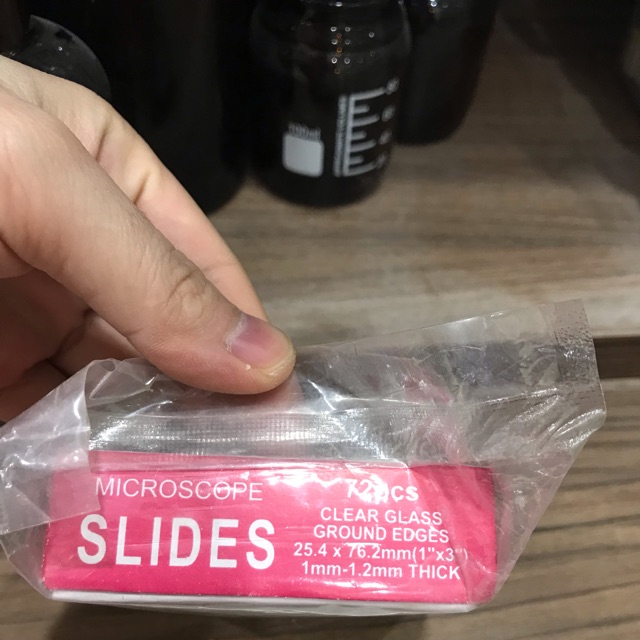 MICROSCOPE
SLIDES
72pcs
CLEAR GLASS
GROUND EDGES
25.4 x 76.2mm(1"x3")
1mm-1.2mm THICK